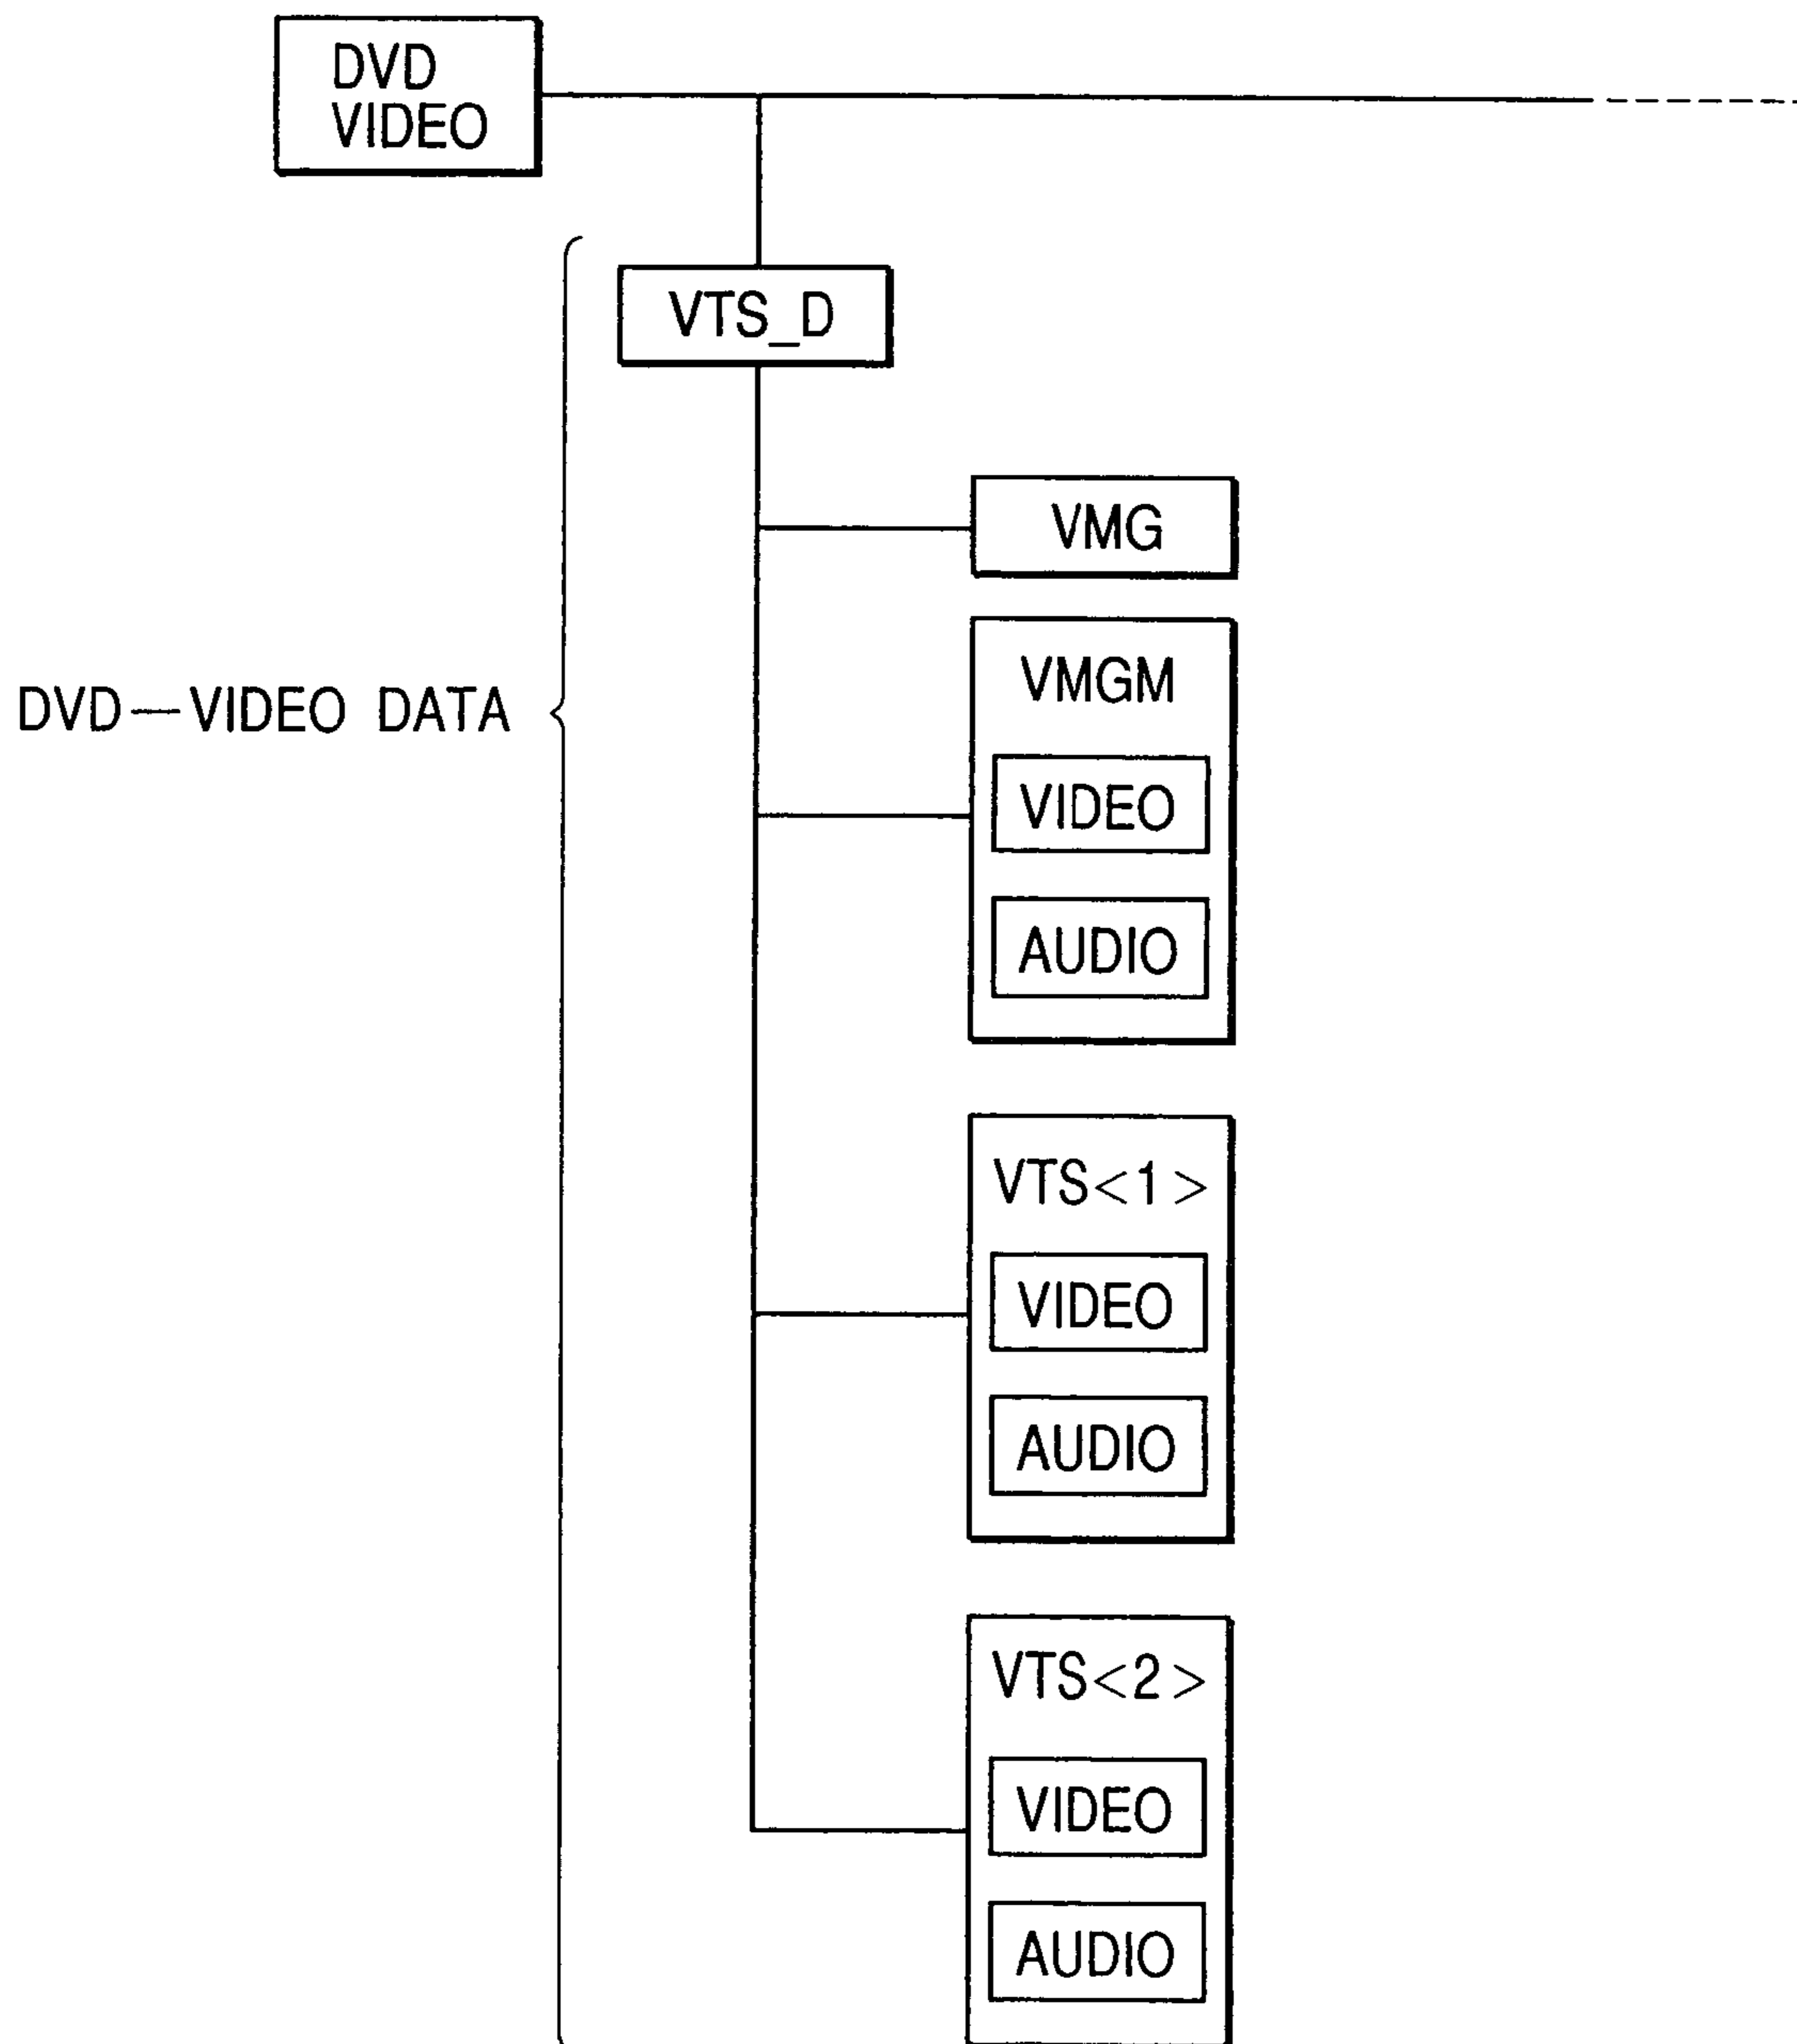 DVD
VIDEO
VTS_D
VMG
DVD—VIDEO DATA
VMGM
VIDEO
AUDIO
VTS<1>
VIDEO
AUDIO
VTS<2>
VIDEO
AUDIO